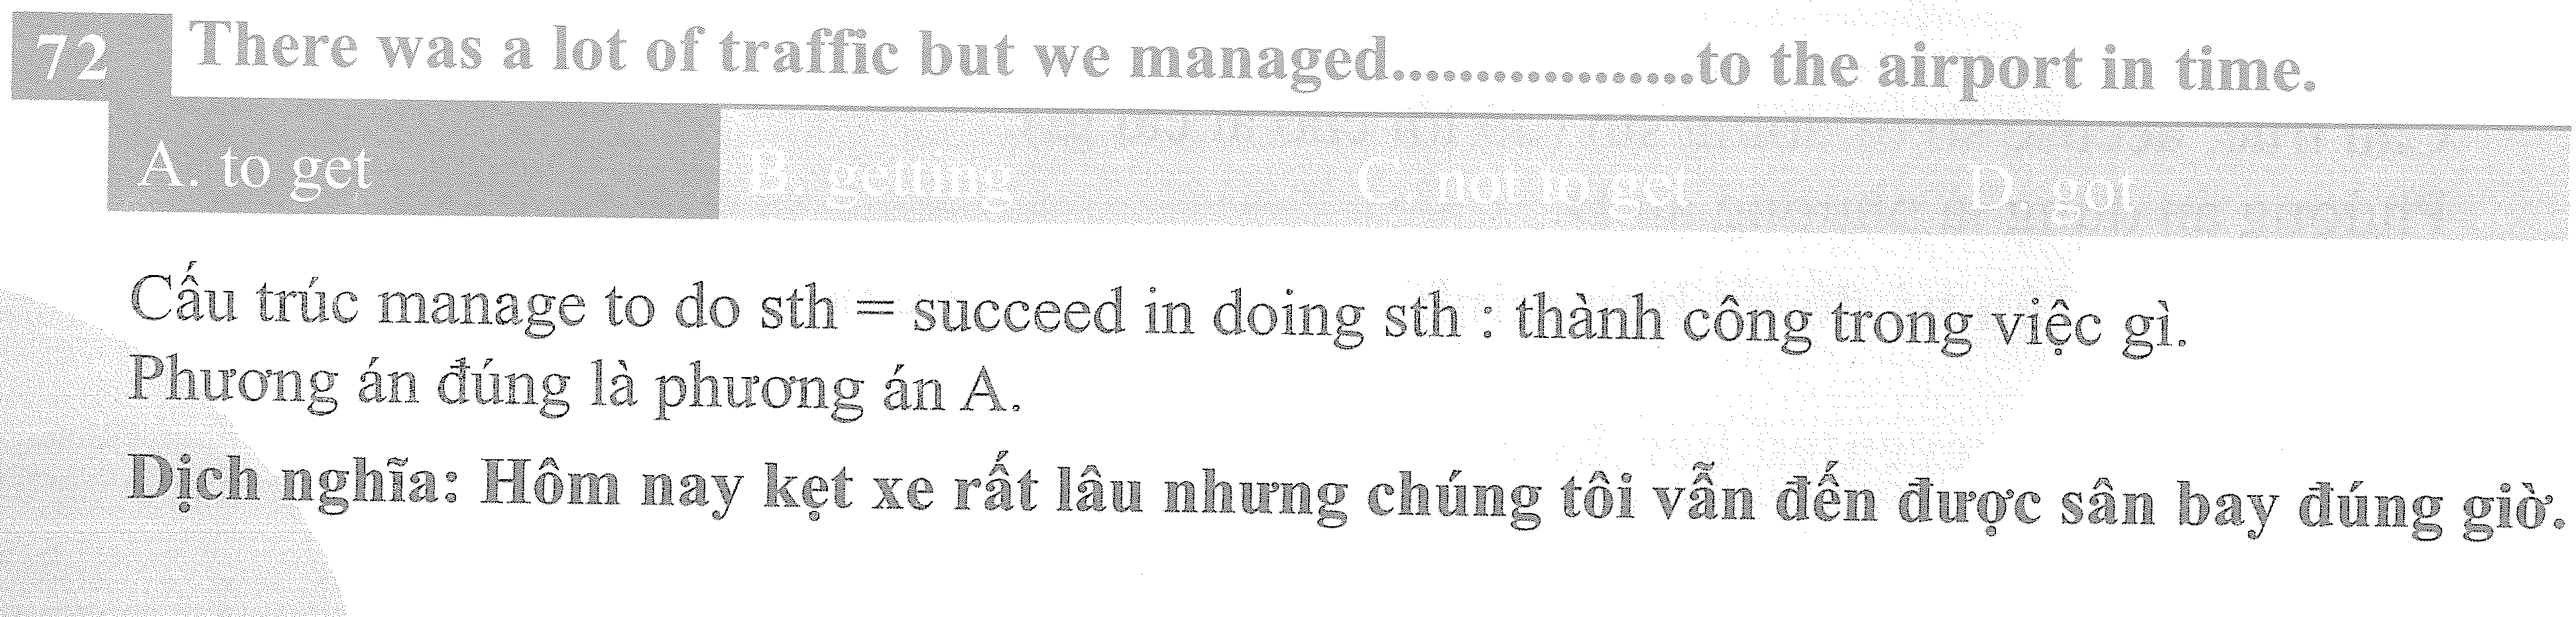 72 There was a lot of traffic but we managed.................to the airport in time.
A. to get B. getting C. not to get D. got
Cấu trúc manage to do sth = succeed in doing sth : thành công trong việc gì.
Phương án đúng là phương án A.
Dịch nghĩa: Hôm nay kẹt xe rất lâu nhưng chúng tôi vẫn đến được sân bay đúng giờ.